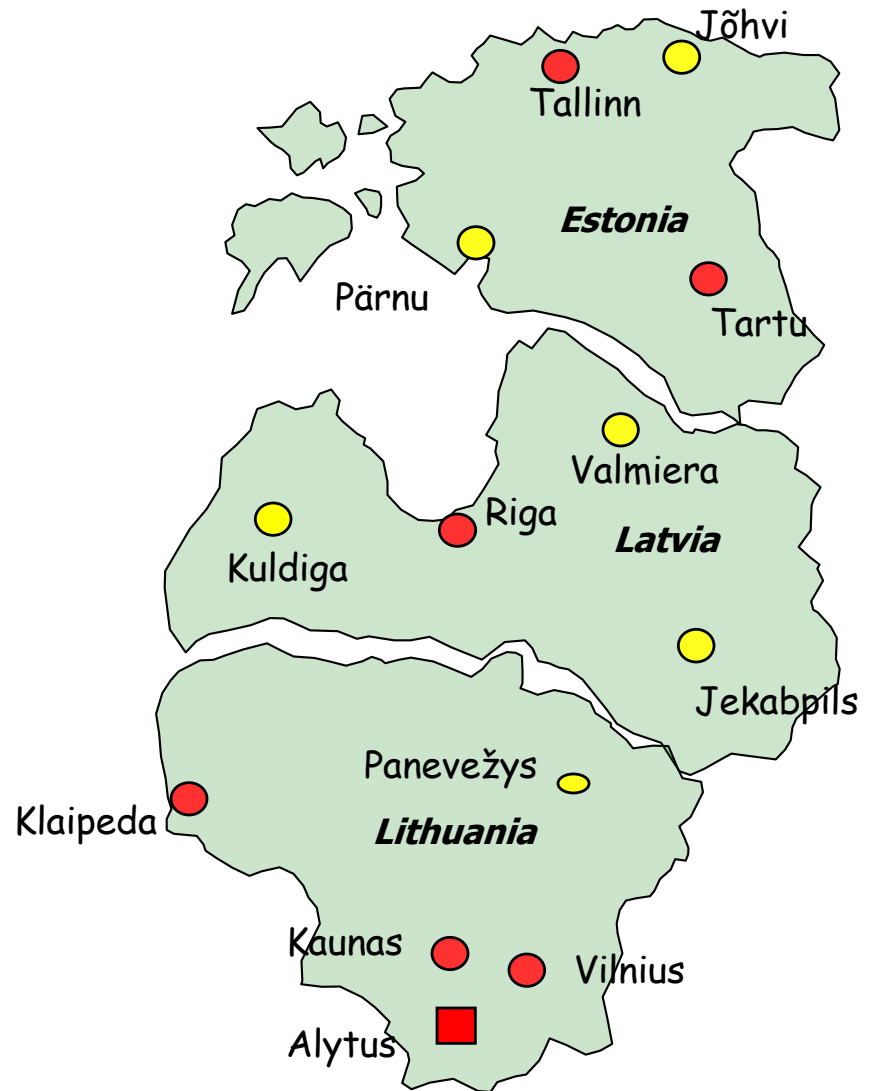 Jõhvi
Tallinn
Estonia
Pärnu
Tartu
Valmiera
Riga
Latvia
Kuldiga
Jekabpils
Panevežys
Klaipeda
Lithuania
Kaunas
Vilnius
Alytus